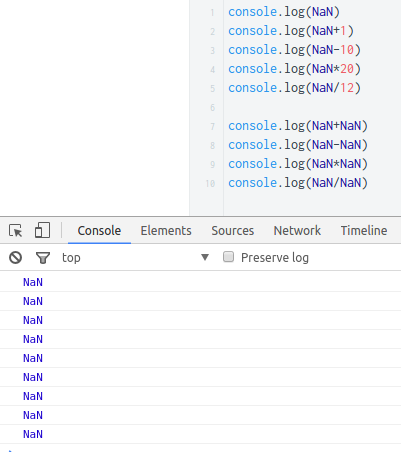 1 console.log(NaN)
2 console.log(NaN+1)
3 console.log(NaN-10)
4 console.log(NaN*20)
5 console.log(NaN/12)
6
7 console.log(NaN+NaN)
8 console.log(NaN-NaN)
9 console.log(NaN*NaN)
10 console.log(NaN/NaN)
Console Elements Sources Network Timeline
top Preserve log
NaN
NaN
NaN
NaN
NaN
NaN
NaN
NaN
NaN